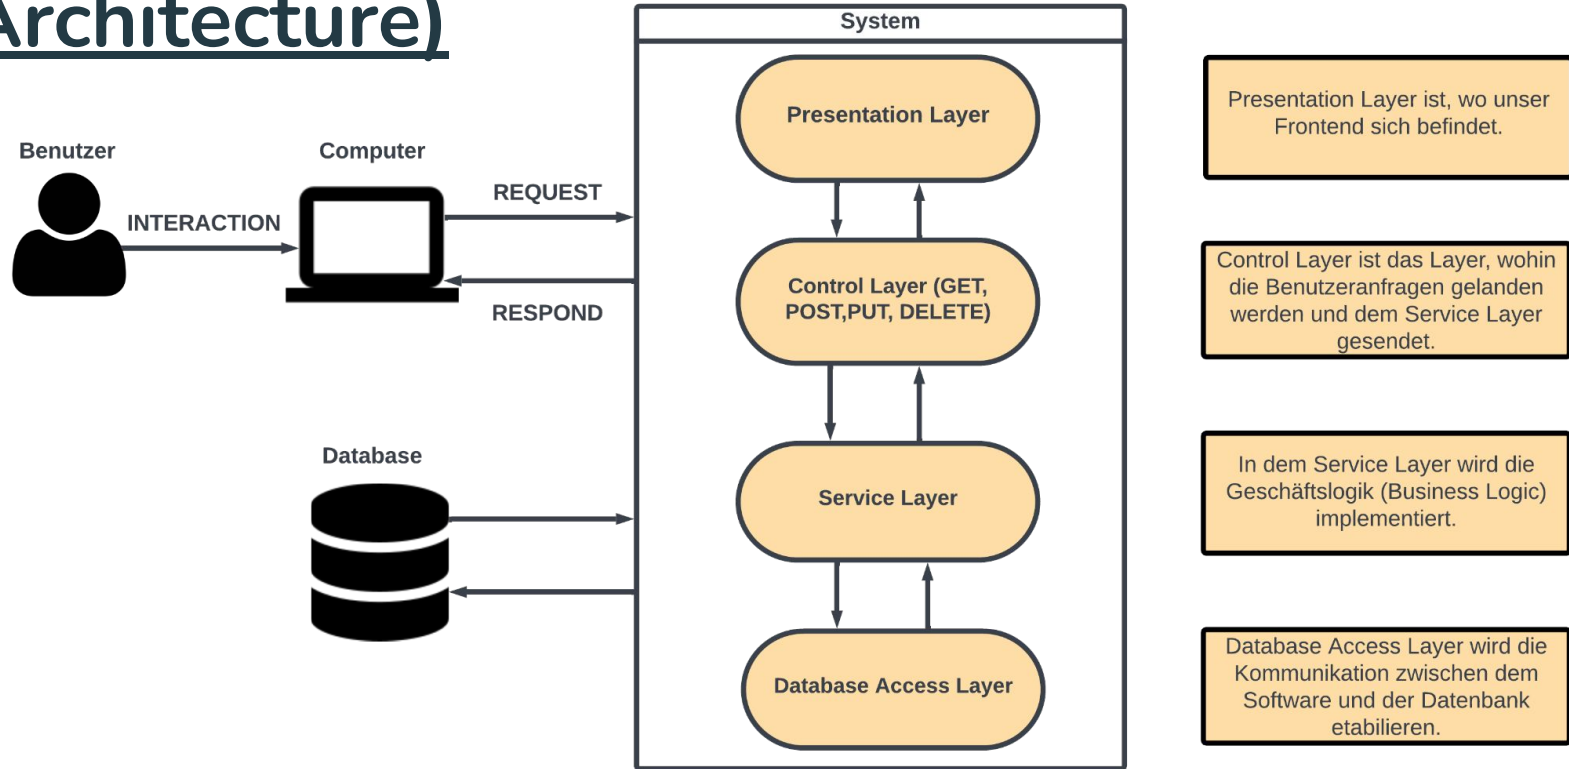 Architecture)
System
Benutzer
Computer
INTERACTION
REQUEST
RESPOND
Database
Presentation Layer
Control Layer (GET,
POST,PUT, DELETE)
Service Layer
Database Access Layer
Presentation Layer ist, wo unser
Frontend sich befindet.
Control Layer ist das Layer, wohin
die Benutzeranfragen gelanden
werden und dem Service Layer
gesendet.
In dem Service Layer wird die
Geschäftslogik (Business Logic)
implementiert.
Database Access Layer wird die
Kommunikation zwischen dem
Software und der Datenbank
etabilieren.